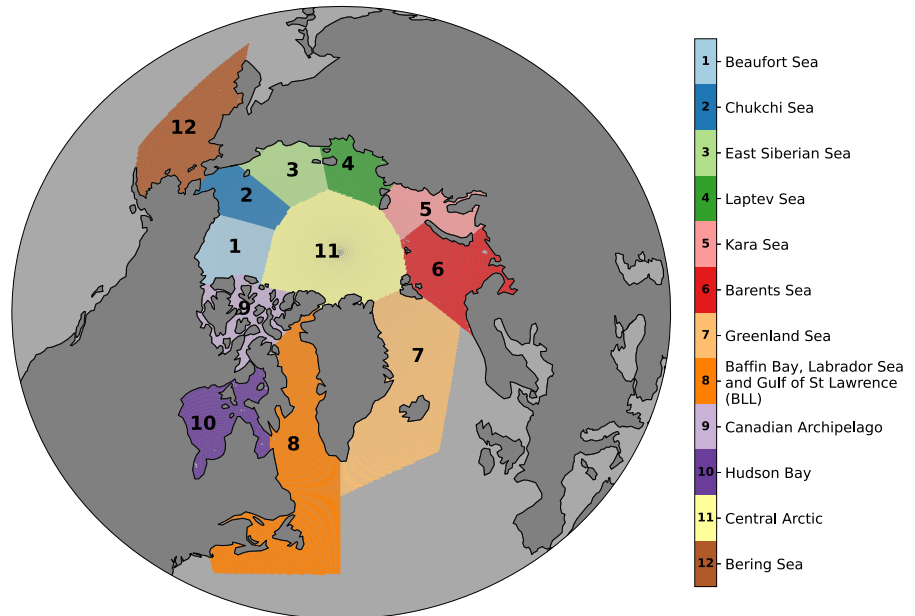 12
3
4
2
5
1
11
6
9
7
10
8
1 Beaufort Sea
2 Chukchi Sea
3 East Siberian Sea
4 Laptev Sea
5 Kara Sea
6 Barents Sea
7 Greenland Sea
8 Baffin Bay, Labrador Sea
and Gulf of St Lawrence
(BLL)
9 Canadian Archipelago
10 Hudson Bay
11 Central Arctic
12 Bering Sea